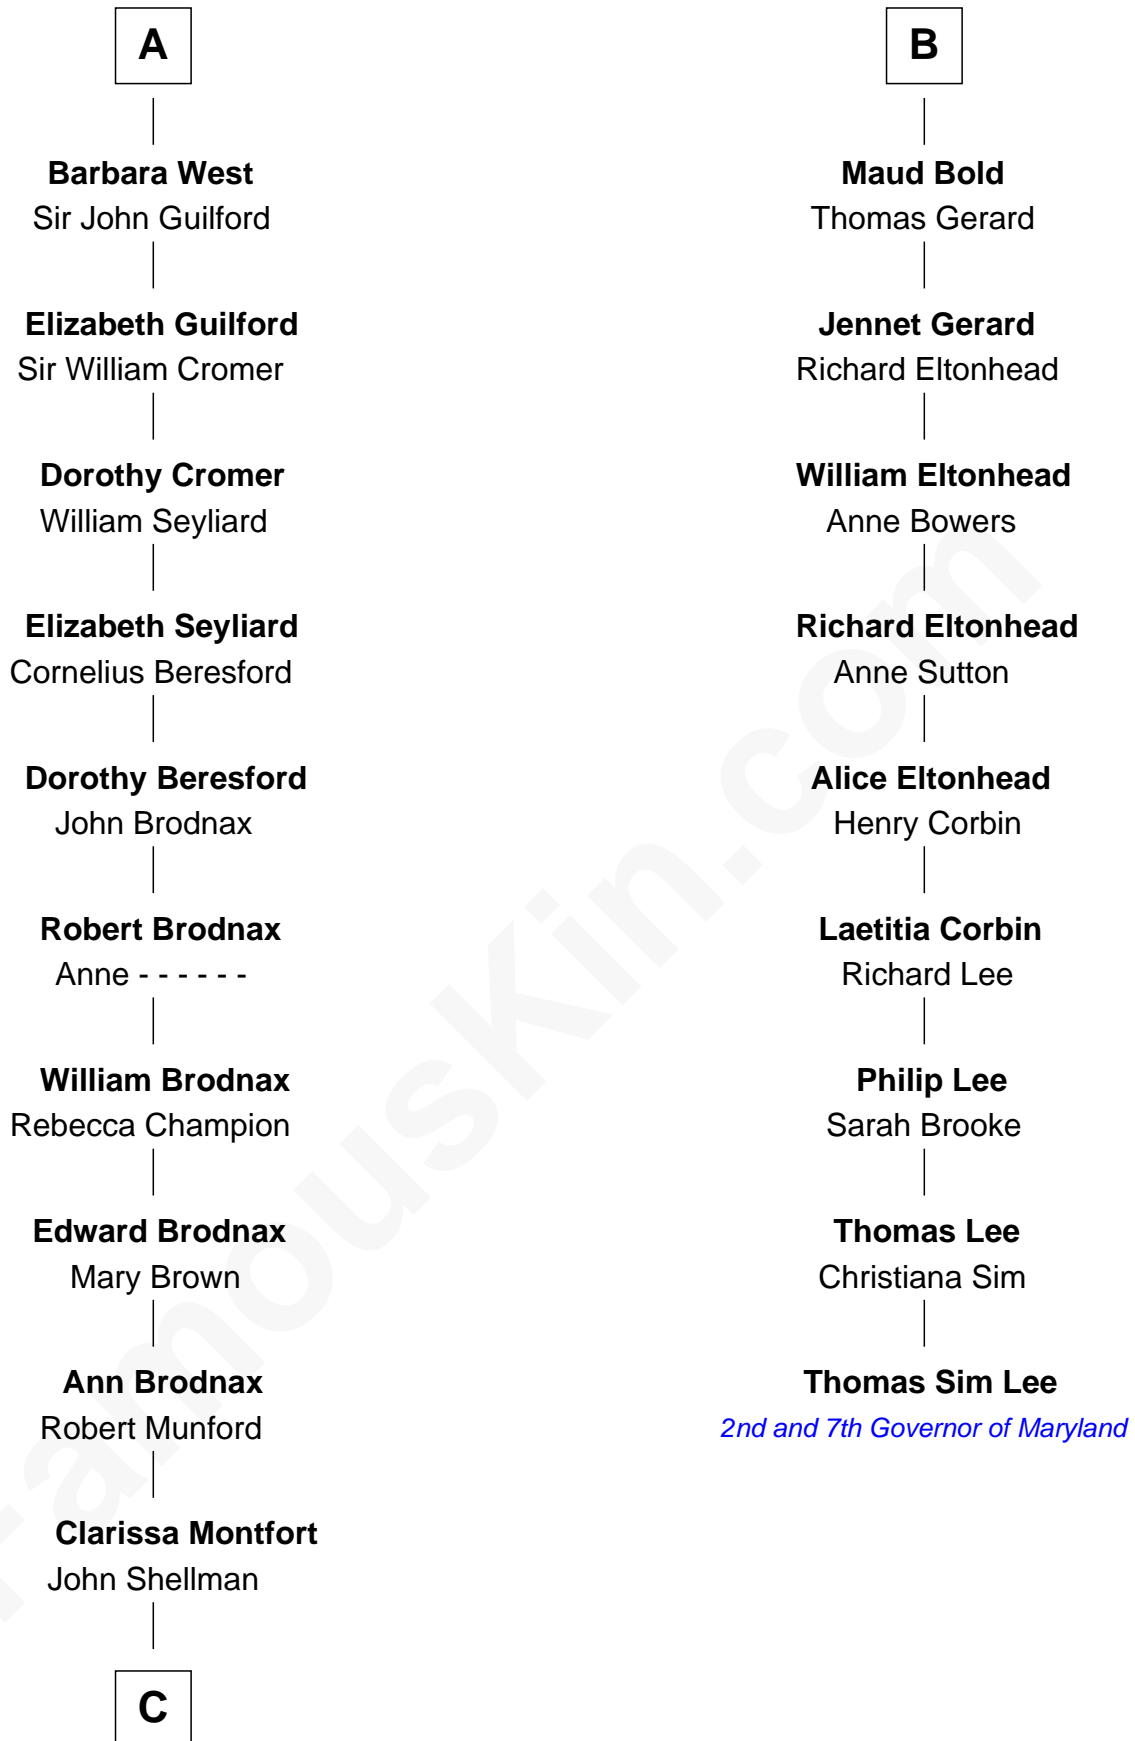 A
Barbara West
Sir John Guilford
Elizabeth Guilford
Sir William Cromer
Dorothy Cromer
William Seyliard
Elizabeth Seyliard
Cornelius Beresford
Dorothy Beresford
John Brodnax
Robert Brodnax
Anne - - - - - -
William Brodnax
Rebecca Champion
Edward Brodnax
Mary Brown
Ann Brodnax
Robert Munford
Clarissa Montfort
John Shellman
C
B
Maud Bold
Thomas Gerard
Jennet Gerard
Richard Eltonhead
William Eltonhead
Anne Bowers
Richard Eltonhead
Anne Sutton
Alice Eltonhead
Henry Corbin
Laetitia Corbin
Richard Lee
Philip Lee
Sarah Brooke
Thomas Lee
Christiana Sim
Thomas Sim Lee
2nd and 7th Governor of Maryland
FamousKin.com